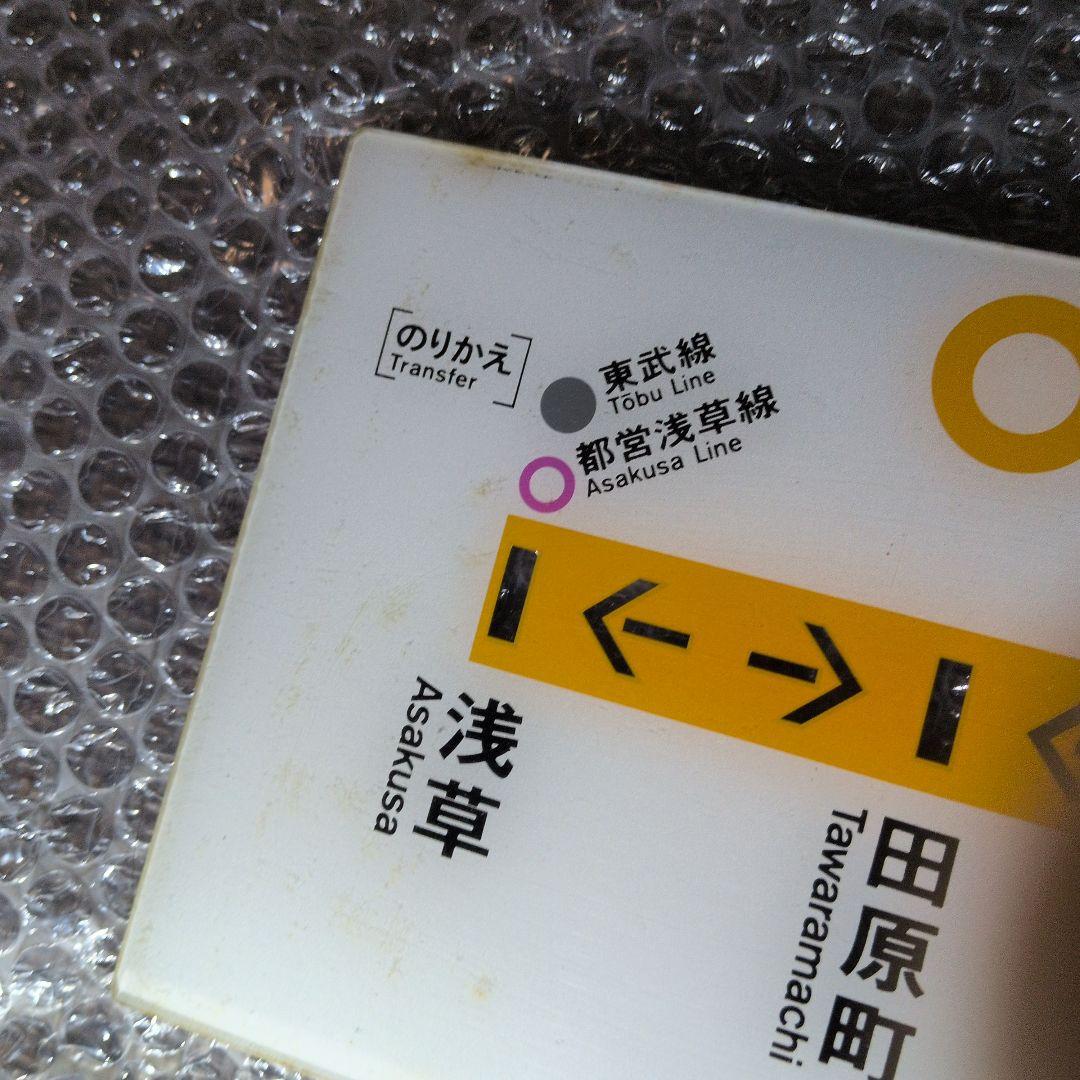 [のりかえ]
[Transfer]
東武線
Tōbu Line
都営浅草線
Asakusa Line
浅草
Asakusa
田原町
Tawaramachi